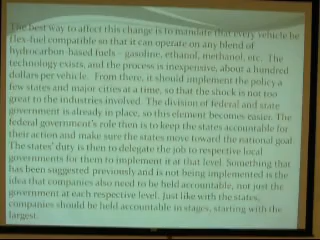 The best way to affect this change is to mandate that every vehicle be
flex-fuel compatible so that it can operate on any blend of
hydrocarbon-based fuels – gasoline, ethanol, methanol, etc. The
technology exists, and the process is inexpensive, about a hundred
dollars per vehicle. From there, it should implement the policy a
few states and major cities at a time, so that the shock is not too
great to the industries involved. The division of federal and state
government is already in place, so this element becomes easier. The
federal government's role then is to keep the states accountable for
their action and make sure the states move toward the national goal
The states' duty is then to delegate the job to respective local
governments for them to implement it at that level. Something that
has been suggested previously and is not being implemented is the
idea that companies also need to be held accountable, not just the
government at each respective level. Just like with the states,
companies should be held accountable in stages, starting with the
largest.